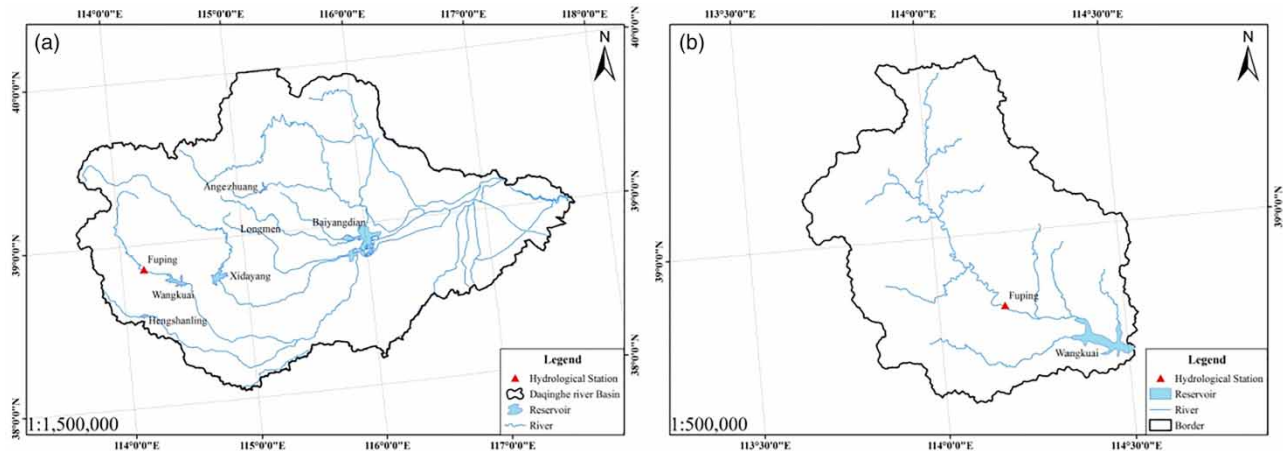 114°0'0"E 115°0'0"E 116°0'0"E 117°0'0"E 118°0'0"E
(a)
N
40°0'0"N
40°0'0"N
39°0'0"N
39°0'0"N
38°0'0"N
38°0'0"N
Angezhuang
Longmen
Baiyangdian
Fuping
Xidayang
Wangkuai
Hengshanling
Legend
Hydrological Station
Daqinghe river Basin
Reservoir
River
1:1,500,000
114°0'0"E 115°0'0"E 116°0'0"E 117°0'0"E
113°30'0"E 114°0'0"E 114°30'0"E
(b)
N
39°0'0"N
39°0'0"N
Fuping
Wangkuai
Legend
Hydrological Station
Reservoir
River
Border
1:500,000
113°30'0"E 114°0'0"E 114°30'0"E